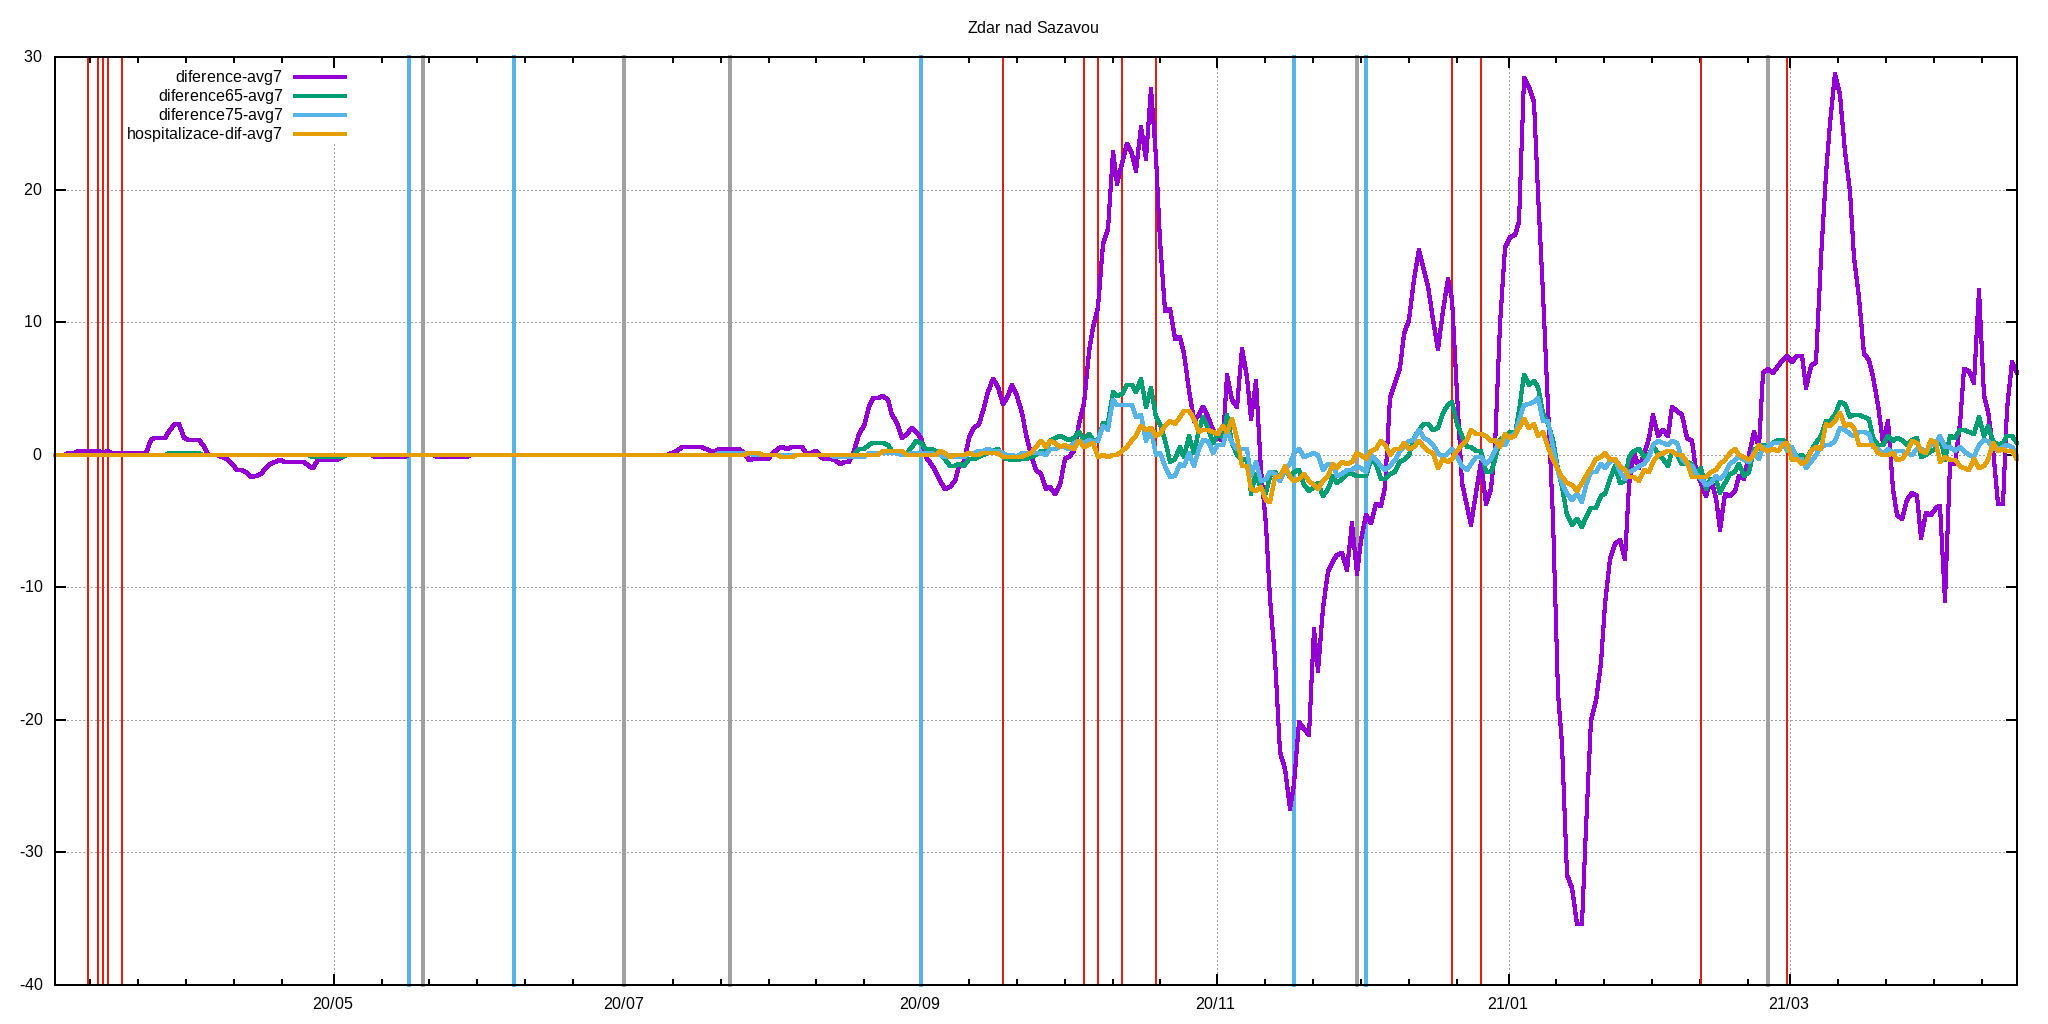 Zdar nad Sazavou
diference-avg7
diference65-avg7
diference75-avg7
hospitalizace-dif-avg7
30
20
10
0
-10
-20
-30
-40
20/05
20/07
20/09
20/11
21/01
21/03